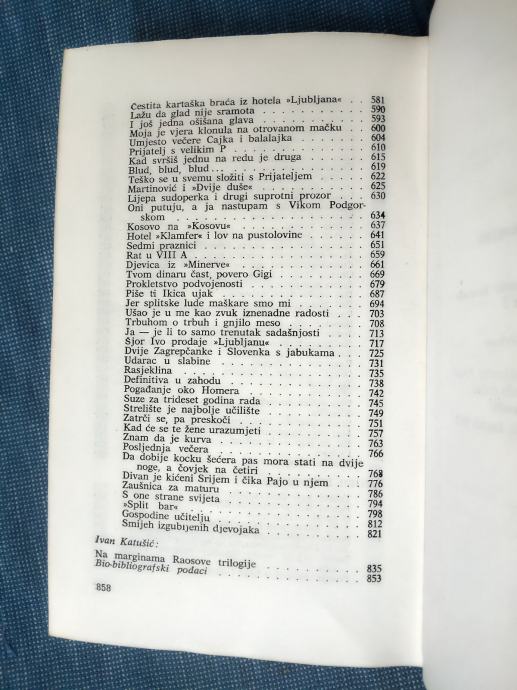 Čestita kartaška braća iz hotela »Ljubljana« . . 581
Lažu da glad nije sramota . . . . . . . . 590
I još jedna ošišana glava . . . . . . . . 593
Moja je vjera klonula na otrovanom mačku . . 600
Umjesto večere Čajka i balalajka . . . . . 604
Prijatelj s velikim P . . . . . . . . . 610
Kad svršiš jednu na redu je druga . . . . . 615
Blud, blud, blud... . . . . . . . . . . 619
Teško se u svemu složiti s Prijateljem . . . . 622
Martinović i »Dvije duše« . . . . . . . . 625
Lijepa sudoperka i drugi suprotni prozor . . . 630
Oni putuju, a ja nastupam s Vikom Podgor-
skom . . . . . . . . . . . . . 634
Kosovo na »Kosovu« . . . . . . . . . 637
Hotel »Klamfer« i lov na pustolovine . . . . 641
Sedmi praznici . . . . . . . . . . . 651
Rat u VIII A . . . . . . . . . . . 659
Djevica iz »Minerve« . . . . . . . . . 661
Tvom dinaru čast, povero Gigi . . . . . . 669
Prokletstvo podvojenosti . . . . . . . . 679
Piše ti Ikica ujak . . . . . . . . . . 687
Jer splitske lude maškare smo mi . . . . . 694
Ušao je u me kao zvuk iznenadne radosti . . . 703
Trbuhom o trbuh i gnjilo meso . . . . . . 708
Ja — je li to samo trenutak sadašnjosti . . . . 713
Sjor Ivo prodaje »Ljubljanu« . . . . . . . 717
Dvije Zagrepčanke i Slovenka s jabukama . . . 725
Udarac u slabine . . . . . . . . . . 731
Rasjeklina . . . . . . . . . . . . 735
Definitiva u zahodu . . . . . . . . . 738
Pogađanje oko Homera . . . . . . . . 742
Suze za trideset godina rada . . . . . . . 745
Strelište je najbolje učilište . . . . . . . 749
Zatrči se, pa preskoči . . . . . . . . . 751
Kad će se te žene urazumjeti . . . . . . . 757
Znam da je kurva . . . . . . . . . . 763
Posljednja večera . . . . . . . . . . 766
Da dobije kocku šećera pas mora stati na dvije
noge, a čovjek na četiri . . . . . . . . 768
Divan je kićeni Srijem i čika Pajo u njem . . . 776
Zaušnica za maturu . . . . . . . . . . 786
S one strane svijeta . . . . . . . . . 794
»Split bar« . . . . . . . . . . . . 798
Gospodine učitelju . . . . . . . . . . 812
Smijeh izgubljenih djevojaka . . . . . . . 821
Ivan Katušić:
Na marginama Raosove trilogije . . . . . . 835
Bio-bibliografski podaci . . . . . . . . . 853
858